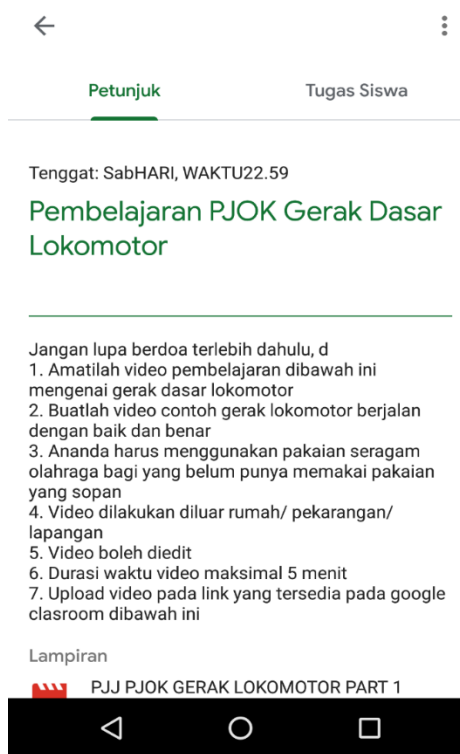 Petunjuk Tugas Siswa
Tenggat: SabHARI, WAKTU22.59
Pembelajaran PJOK Gerak Dasar
Lokomotor
Jangan lupa berdoa terlebih dahulu, d
1. Amatilah video pembelajaran dibawah ini
mengenai gerak dasar lokomotor
2. Buatlah video contoh gerak lokomotor berjalan
dengan baik dan benar
3. Ananda harus menggunakan pakaian seragam
olahraga bagi yang belum punya memakai pakaian
yang sopan
4. Video dilakukan diluar rumah/ pekarangan/
lapangan
5. Video boleh diedit
6. Durasi waktu video maksimal 5 menit
7. Upload video pada link yang tersedia pada google
clasroom dibawah ini
Lampiran
PJJ PJOK GERAK LOKOMOTOR PART 1